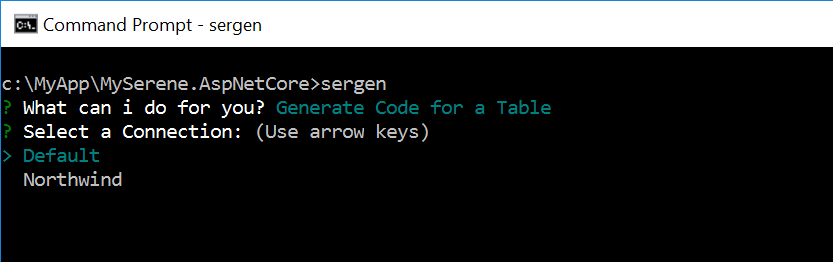 Command Prompt - sergen
c:\MyApp\MySerene.AspNetCore>sergen
? What can i do for you? Generate Code for a Table
? Select a Connection: (Use arrow keys)
> Default
Northwind